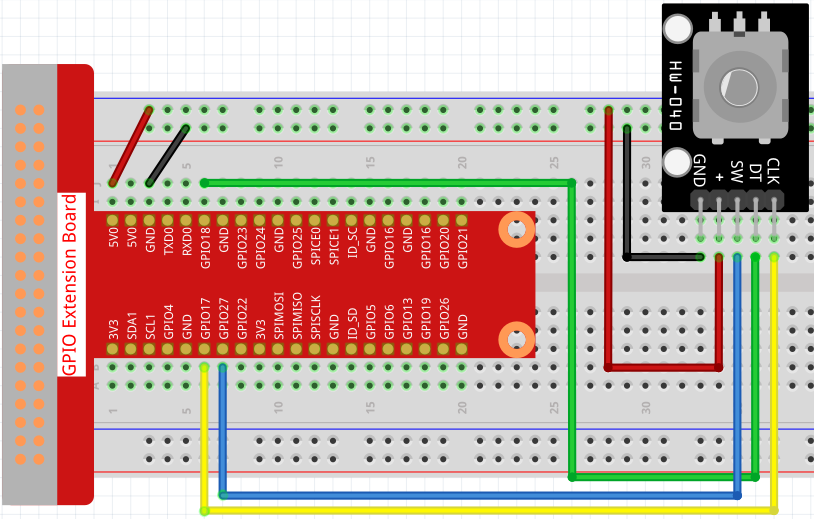 HW-040
GND
+
SW
DT
CLK
1
5
10
15
20
25
30
J
I
5V0
5V0
GND
TXD0
RXD0
GPIO18
GND
GPIO23
GPIO24
GND
GPIO25
SPICE0
SPICE1
ID_SC
GND
GPIO16
GND
GPIO16
GPIO20
GPIO21
GPIO Extension Board
3V3
SDA1
SCL1
GPIO4
GND
GPIO17
GPIO27
GPIO22
3V3
SPIMOSI
SPIMISO
SPISCLK
GND
ID_SD
GPIO5
GPIO6
GPIO13
GPIO19
GPIO26
GND
B
A
1
5
10
15
20
25
30